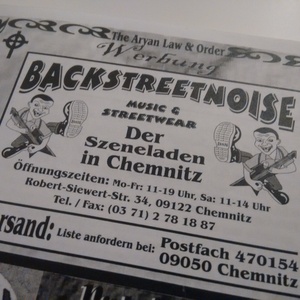 The Aryan Law & Order
Werbung
BACKSTREETNOISE
MUSIC &
STREETWEAR
Der
Szeneladen
in Chemnitz
Öffnungszeiten: Mo-Fr: 11-19 Uhr, Sa: 11-14 Uhr
Robert-Siewert-Str. 34, 09122 Chemnitz
Tel. / Fax: (03 71) 2 78 18 87
Versand: Liste anfordern bei: Postfach 470154
09050 Chemnitz